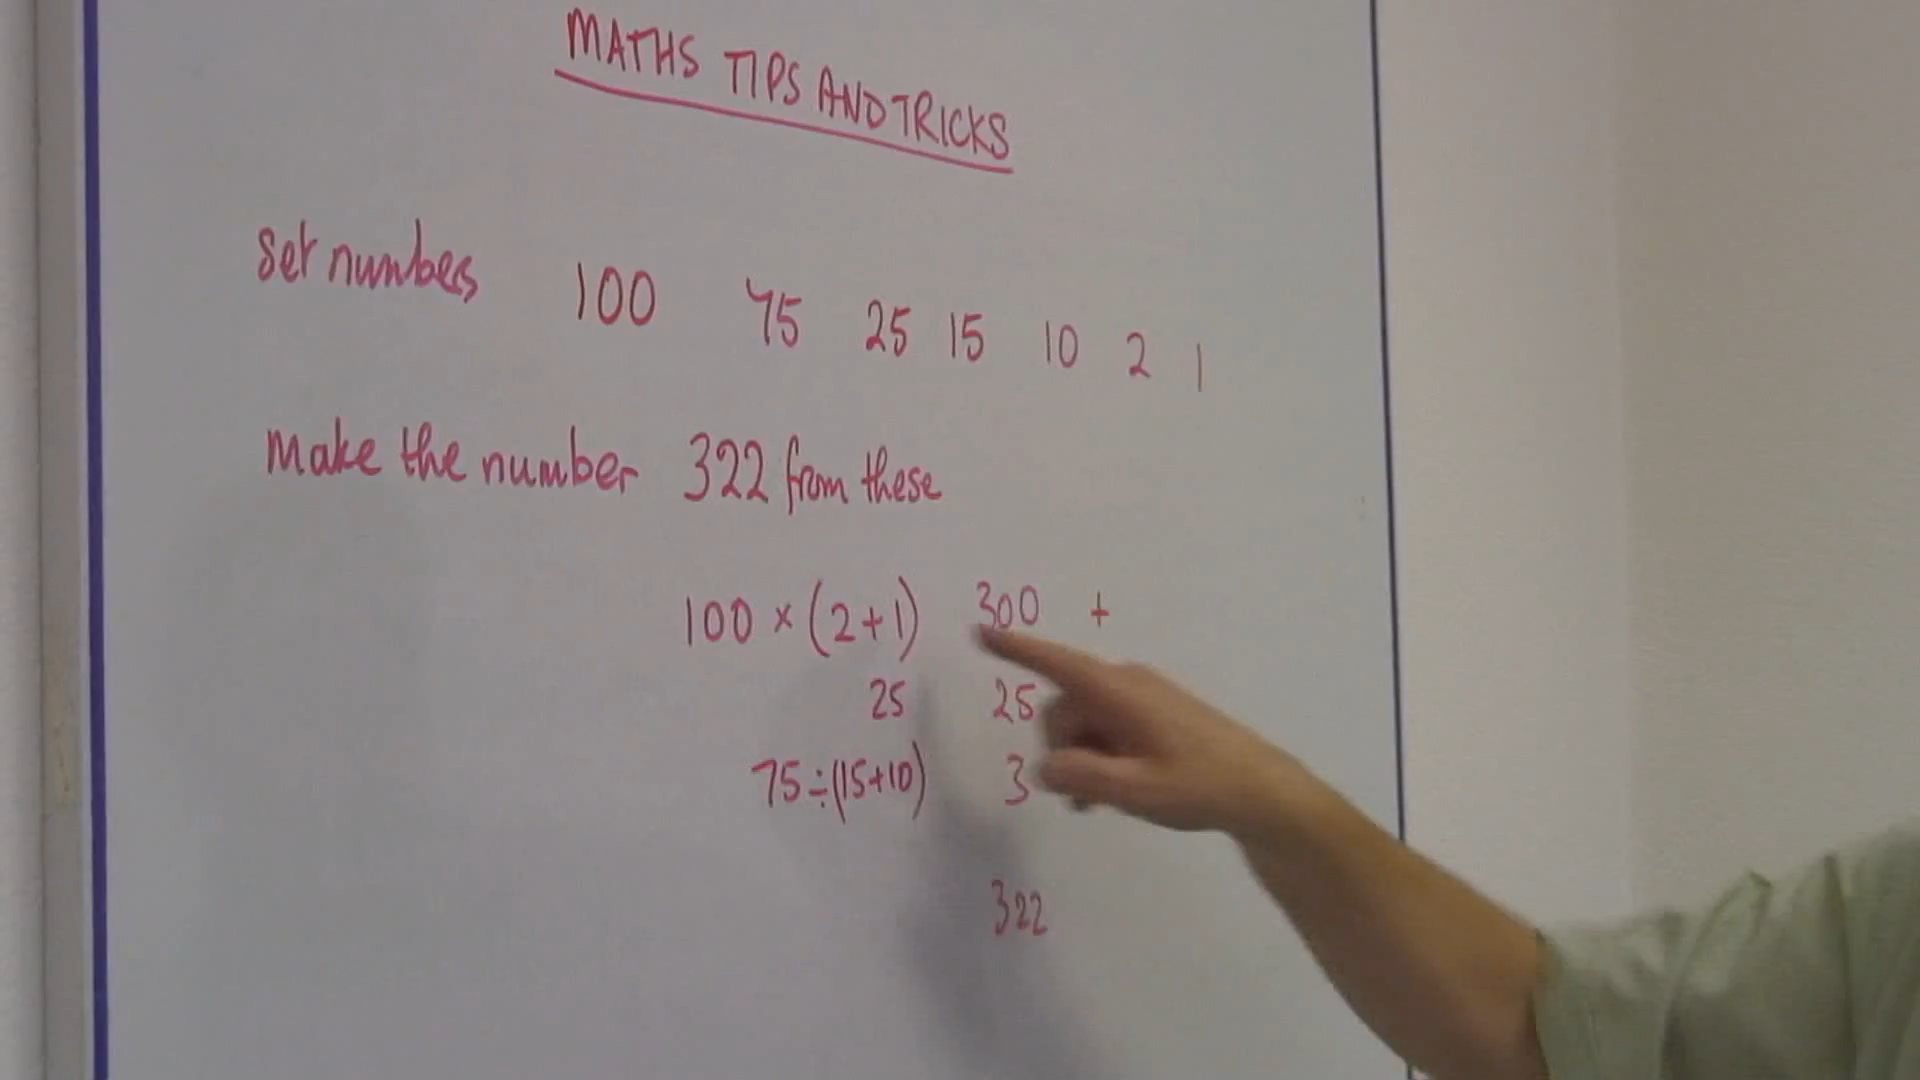 MATHS TIPS AND TRICKS
Set numbers 100 75 25 15 10 2 1
Make the number 322 from these
100 × (2+1) 300 +
25 25
75÷(15+10) 3
322